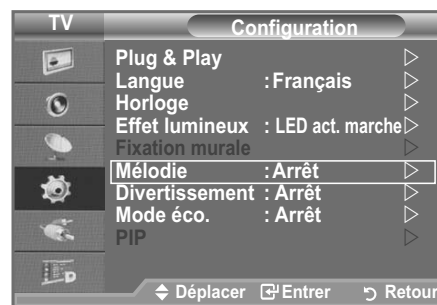 TV
Configuration
Plug & Play
Langue : Français
Horloge
Effet lumineux : LED act. marche
Fixation murale
Mélodie : Arrêt
Divertissement : Arrêt
Mode éco. : Arrêt
PIP
Déplacer Entrer Retour